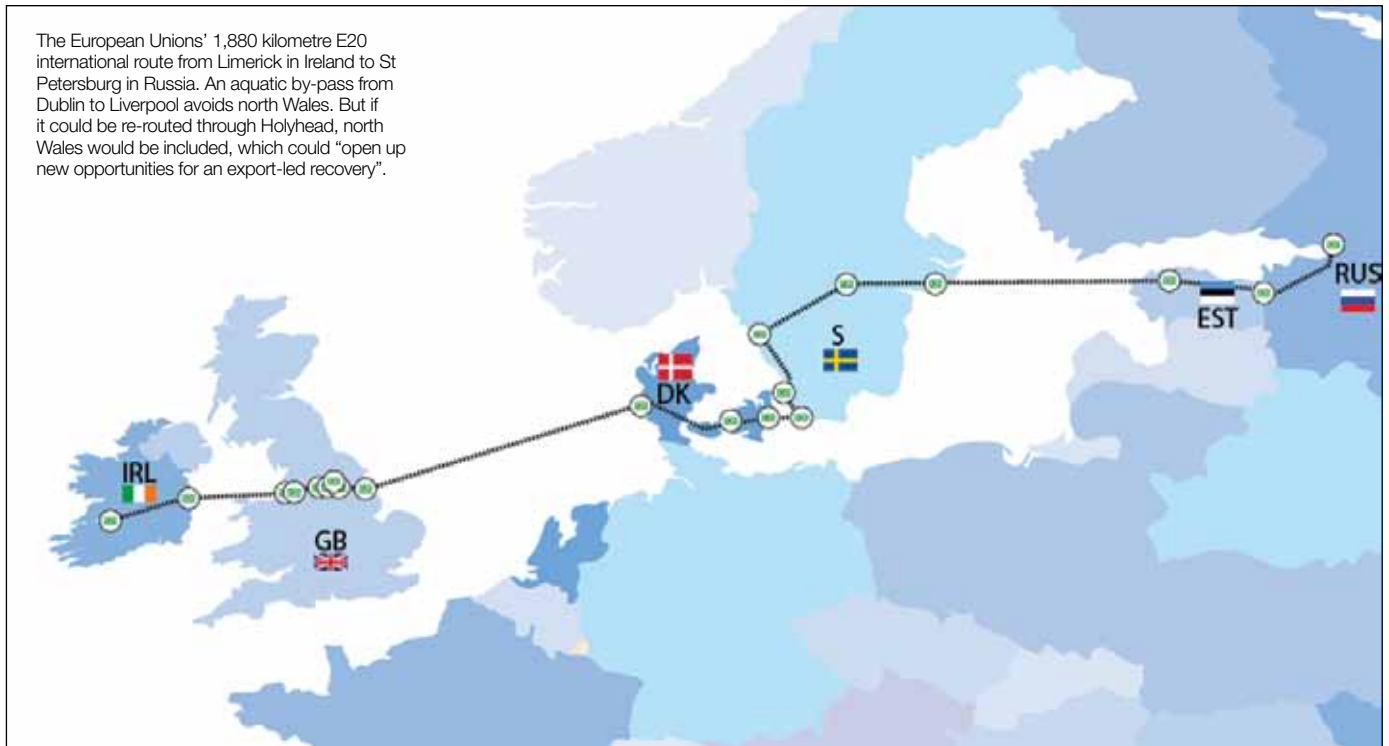 The European Unions’ 1,880 kilometre E20
international route from Limerick in Ireland to St
Petersburg in Russia. An aquatic by-pass from
Dublin to Liverpool avoids north Wales. But if
it could be re-routed through Holyhead, north
Wales would be included, which could “open up
new opportunities for an export-led recovery”.
RUS
EST
S
DK
IRL
GB